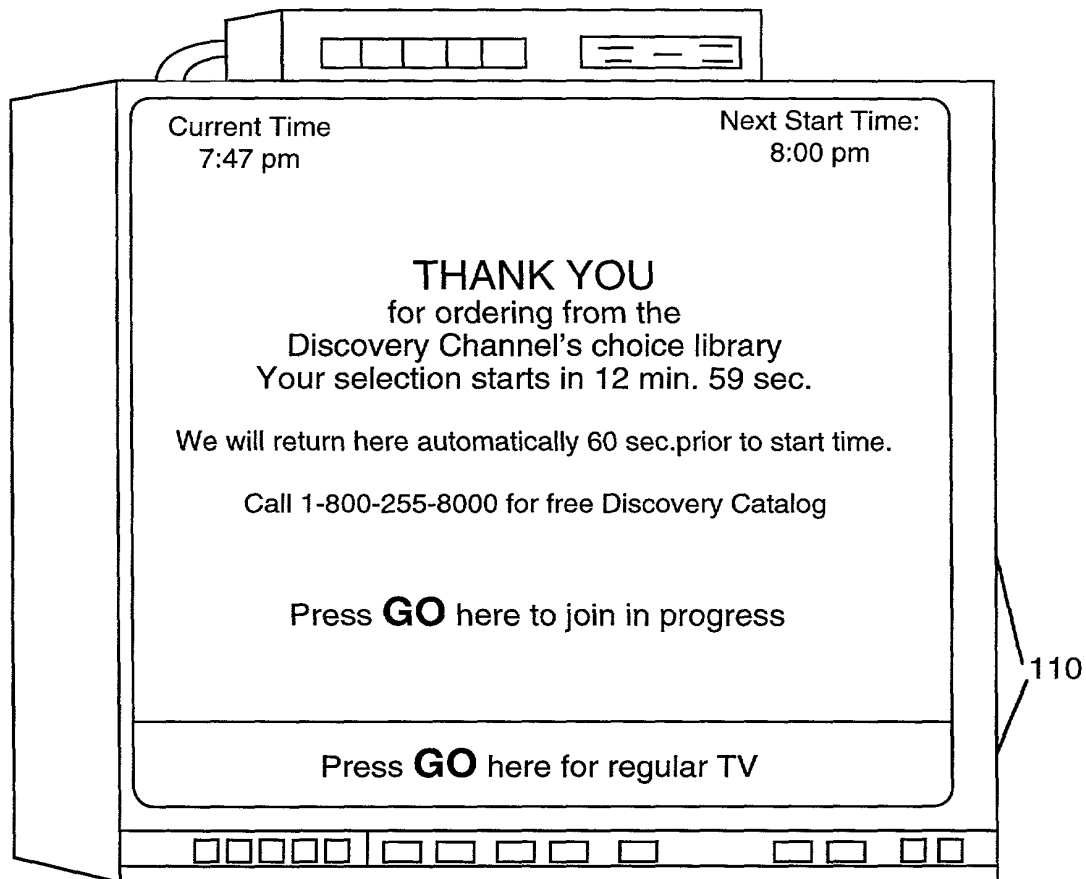 Current Time
7:47 pm
Next Start Time:
8:00 pm
THANK YOU
for ordering from the
Discovery Channel's choice library
Your selection starts in 12 min. 59 sec.
We will return here automatically 60 sec.prior to start time.
Call 1-800-255-8000 for free Discovery Catalog
Press GO here to join in progress
110
Press GO here for regular TV